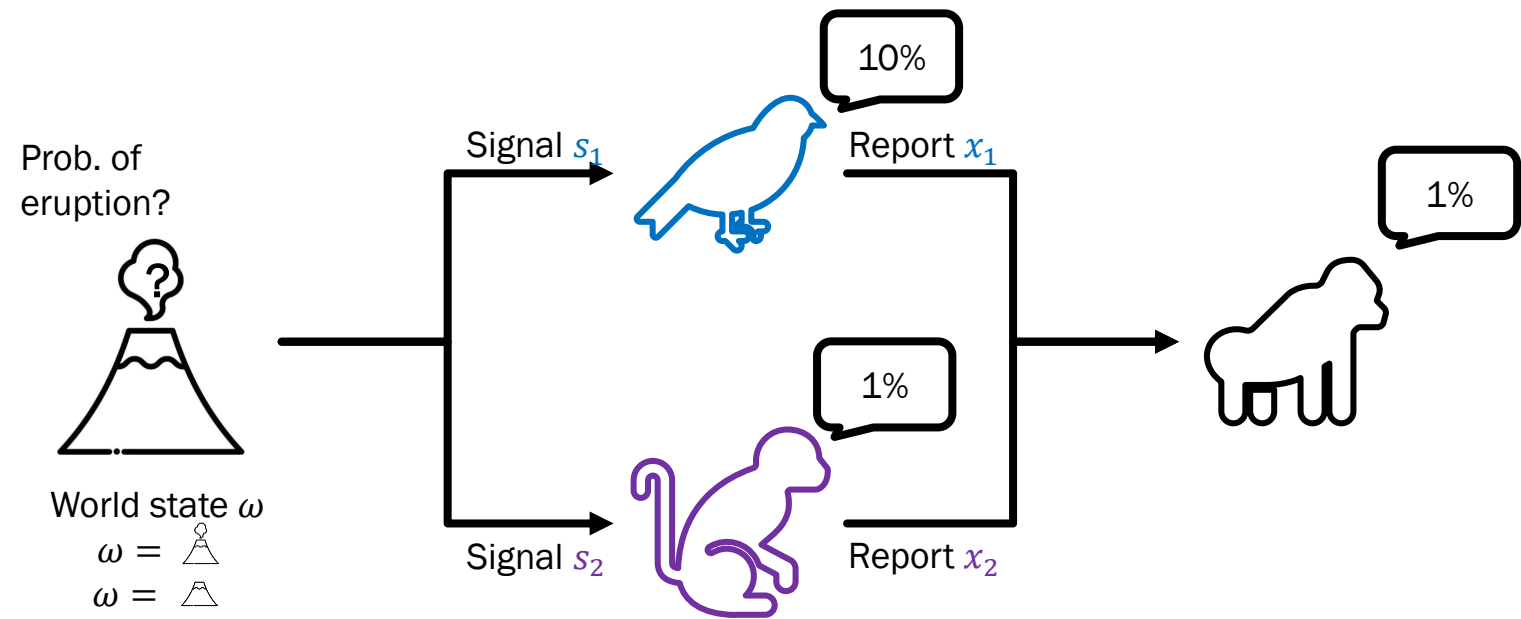 Prob. of
eruption?
?
World state ω
ω =
ω =
Signal s₁
10%
Report x₁
Signal s₂
1%
Report x₂
1%